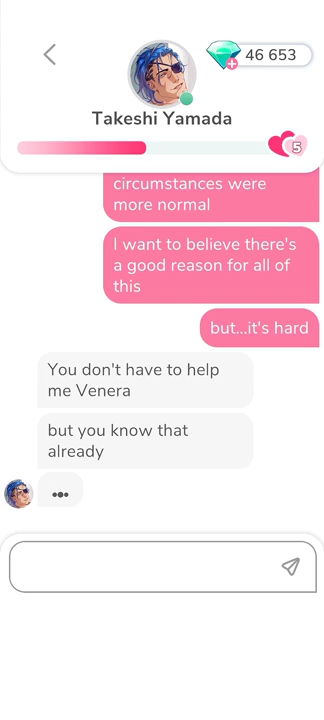 46 653
Takeshi Yamada
5
circumstances were
more normal
I want to believe there's
a good reason for all of
this
but...it's hard
You don't have to help
me Venera
but you know that
already